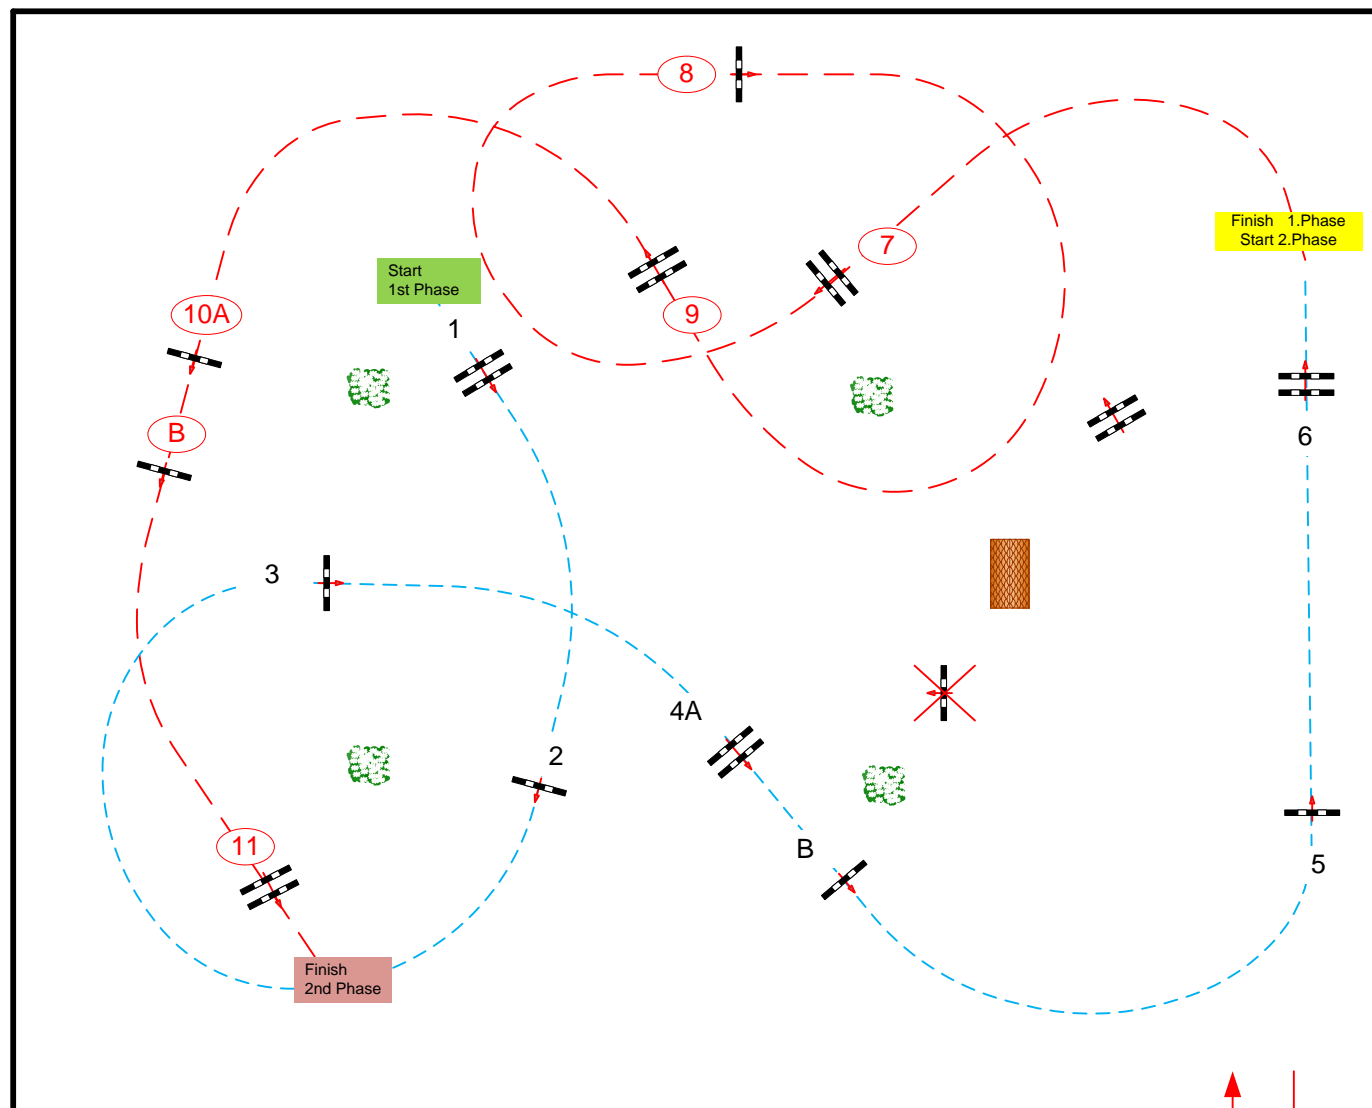 8
Finish 1.Phase
Start 2.Phase
7
Start
1st Phase
10A
9
1
B
6
3
4A
2
11
B
5
Finish
2nd Phase